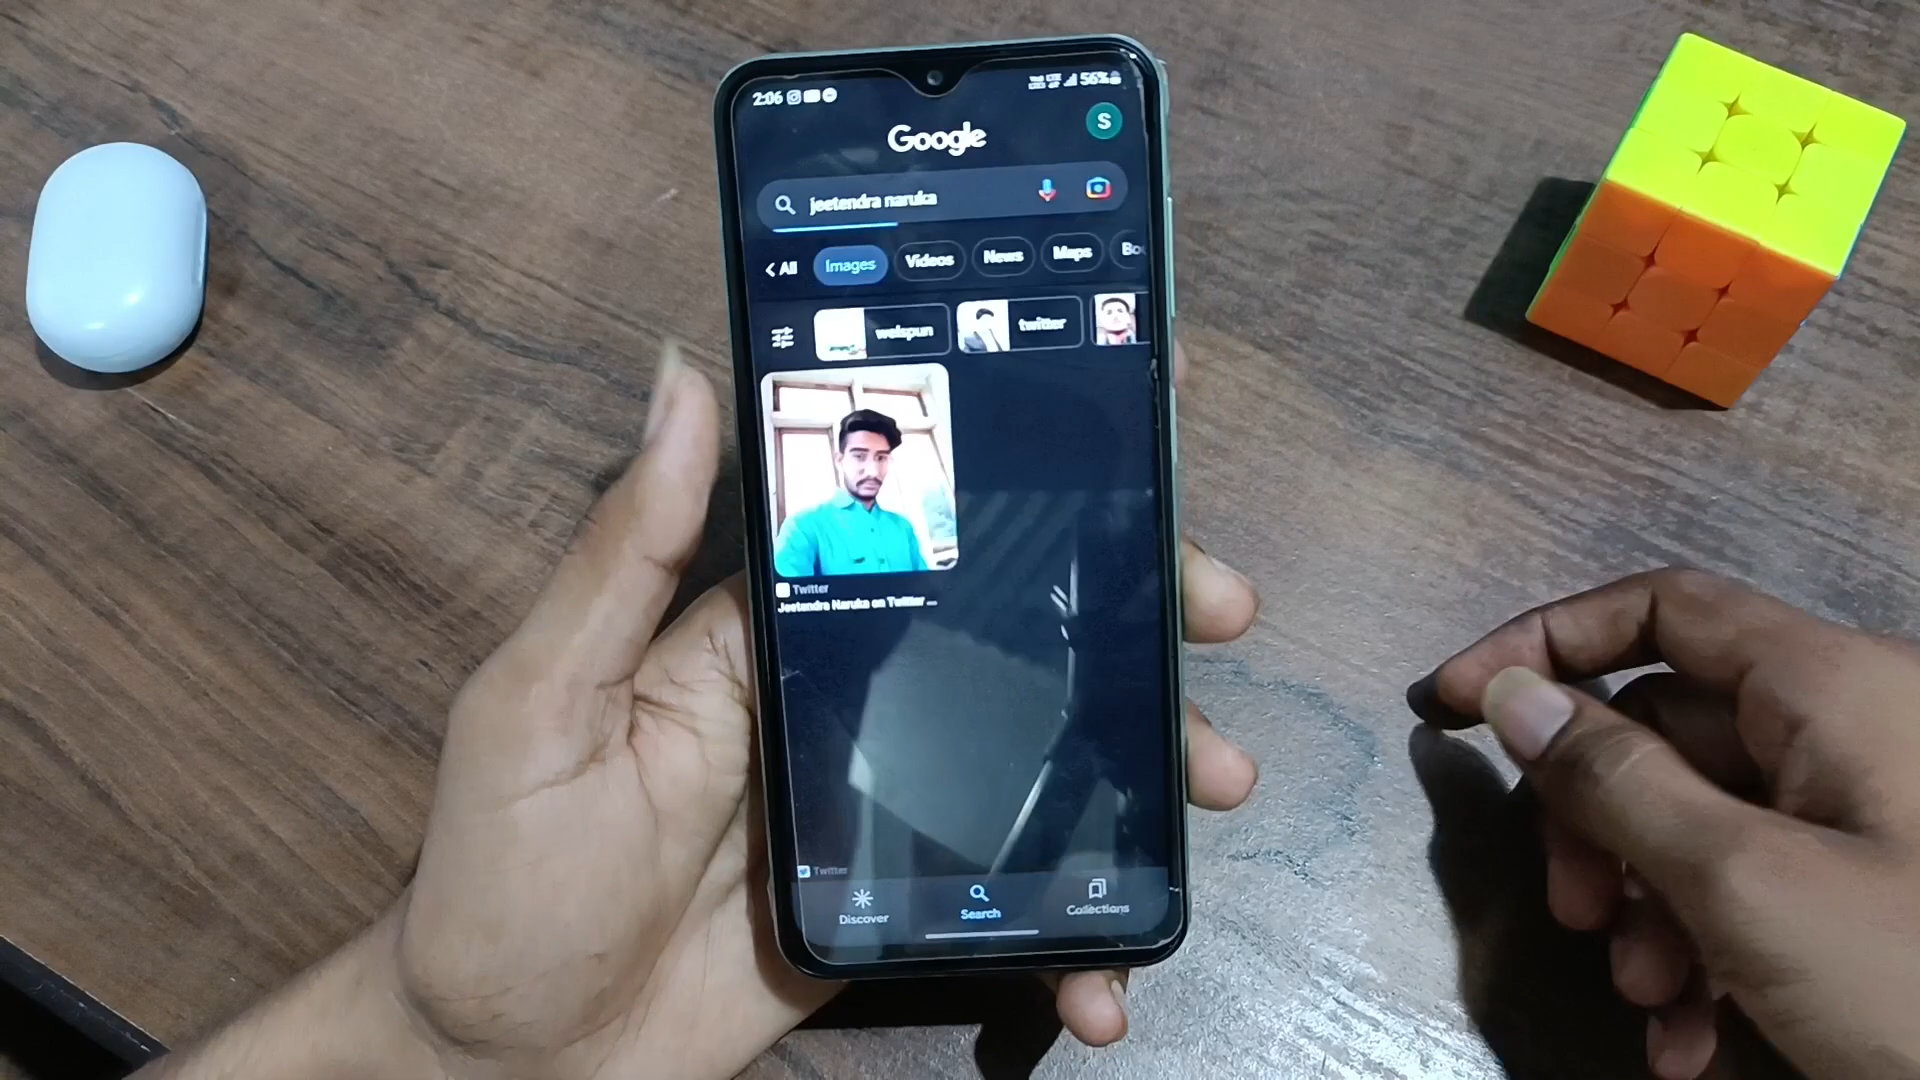 2:06
56%
Google
S
jeetendra naruka
All
Images
Videos
News
Maps
Bo
welspun
twitter
Twitter
Jeetendra Naruka on Twitter ...
Twitter
Discover
Search
Collections